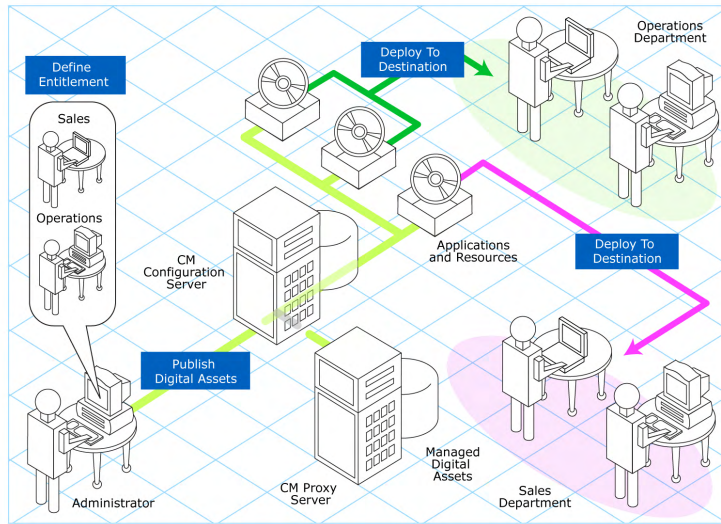 Define
Entitlement
Sales
Operations
Deploy To
Destination
Operations
Department
CM
Configuration
Server
Applications
and Resources
Deploy To
Destination
Publish
Digital Assets
Administrator
CM Proxy
Server
Managed
Digital
Assets
Sales
Department